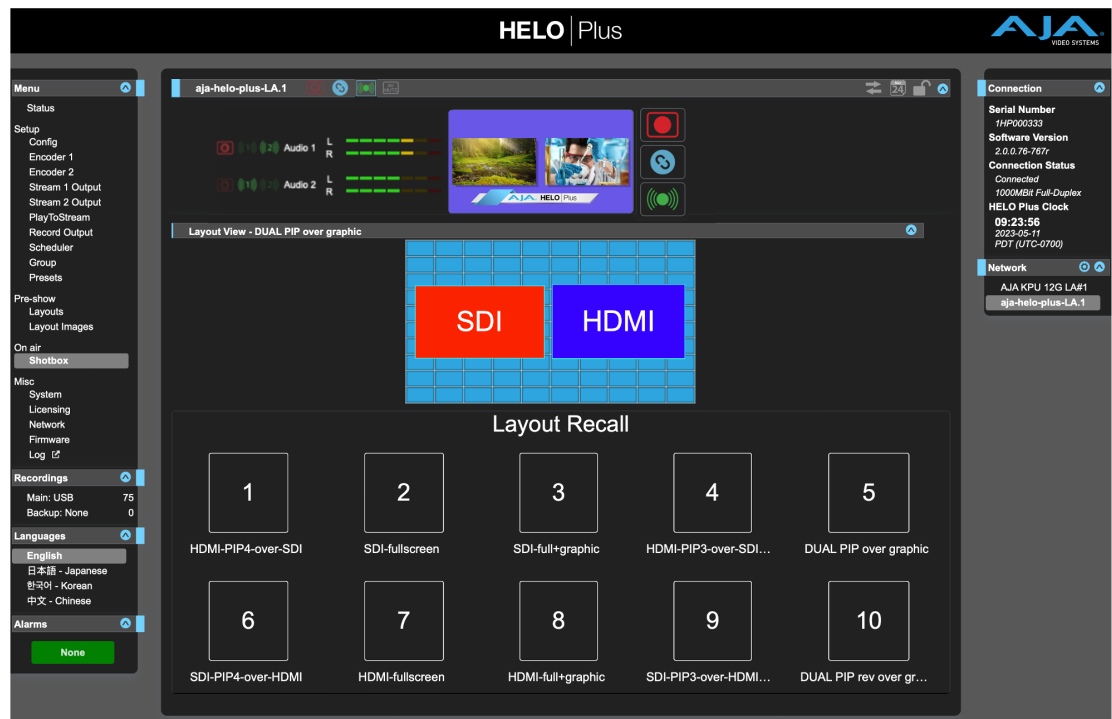 HELO | Plus
AJA
VIDEO SYSTEMS
Menu
Status
Setup
Config
Encoder 1
Encoder 2
Stream 1 Output
Stream 2 Output
PlayToStream
Record Output
Scheduler
Group
Presets
Pre-show
Layouts
Layout Images
On air
Shotbox
Misc
System
Licensing
Network
Firmware
Log
Recordings
Main: USB 75
Backup: None 0
Languages
English
日本語 - Japanese
한국어 - Korean
中文 - Chinese
Alarms
None
aja-helo-plus-LA.1
24
2 Audio 1 L
R
1 Audio 2 L
R
AJA HELO | Plus
Layout View - DUAL PIP over graphic
SDI HDMI
Layout Recall
1 2 3 4 5
HDMI-PIP4-over-SDI SDI-fullscreen SDI-full+graphic HDMI-PIP3-over-SDI... DUAL PIP over graphic
6 7 8 9 10
SDI-PIP4-over-HDMI HDMI-fullscreen HDMI-full+graphic SDI-PIP3-over-HDMI... DUAL PIP rev over gr...
Connection
Serial Number
1HP000333
Software Version
2.0.0.76-767r
Connection Status
Connected
1000MBit Full-Duplex
HELO Plus Clock
09:23:56
2023-05-11
PDT (UTC-0700)
Network
AJA KPU 12G LA#1
aja-helo-plus-LA.1